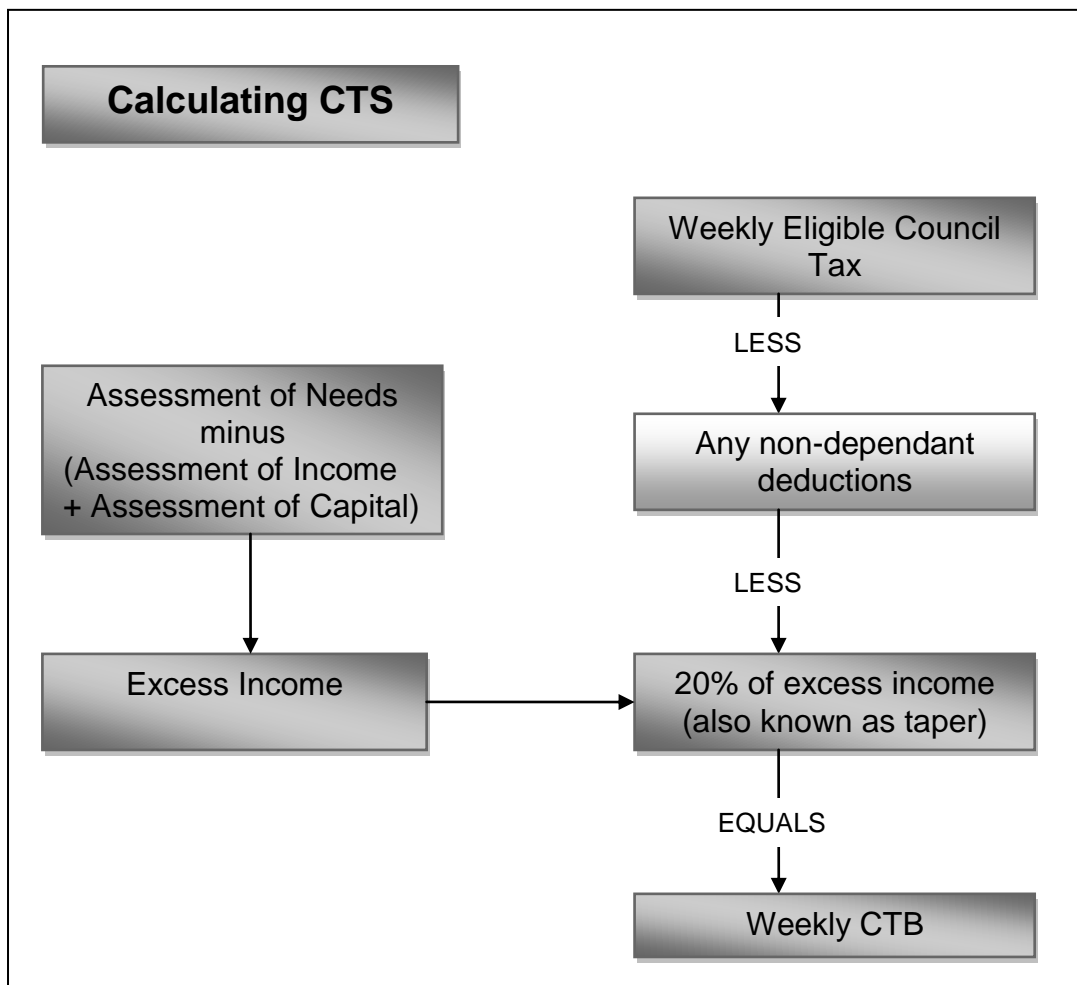 Calculating CTS
Weekly Eligible Council
Tax
LESS
Assessment of Needs
minus
(Assessment of Income
+ Assessment of Capital)
Any non-dependant
deductions
LESS
Excess Income
20% of excess income
(also known as taper)
EQUALS
Weekly CTB